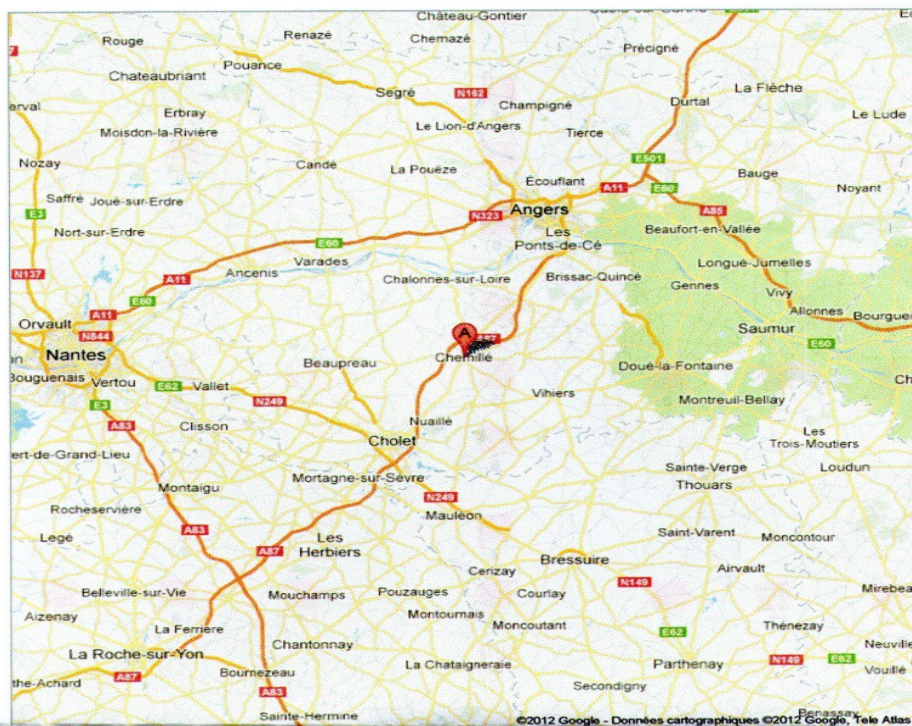 Château-Gontier
Rouge
Renazé
Chemazé
Précigné
Pouance
Chateaubriant
Segré
N162
La Flèche
Erbray
Champigné
Durtal
Le Lude
Moisdon-la-Rivière
Le Lion-d'Angers
Tierce
Nozay
Candé
La Pouëze
E501
Bauge
Écouflant
A11
E60
Noyant
Saffré
Joué-sur-Erdre
E3
N323
Angers
A85
Nort-sur-Erdre
E60
Les
Ponts-de-Cé
Beaufort-en-Vallée
Varades
N137
A11
Ancenis
Chalonnes-sur-Loire
Brissac-Quincé
Longué-Jumelles
Gennes
Vivy
E60
A11
Orvault
N844
Allonnes
Saumur
E60
A
Nantes
Chemillé
Beaupreau
Doué-la-Fontaine
Bouguenais
Vertou
E62
Vallet
Vihiers
Montreuil-Bellay
E3
N249
A83
Clisson
Nuaillé
Cholet
Les
Trois-Moutiers
ert-de-Grand-Lieu
Sainte-Verge
Loudun
Montaigu
Mortagne-sur-Sèvre
Thouars
N249
Rocheservière
Mauléon
Legé
A83
Les
Herbiers
A87
Saint-Varent
Moncontour
Bressuire
Cerizay
Airvault
N149
Belleville-sur-Vie
Mouchamps
Pouzauges
Courlay
Mirebea
Aizenay
Montournais
Moncoutant
La Ferrière
E62
Thénezay
Chantonnay
Neuville
La Roche-sur-Yon
La Chataigneraie
Parthenay
N149
E62
Vouillé
A87
Bournezeau
the-Achard
Secondigny
A83
Sainte-Hermine
Benassay
©2012 Google - Données cartographiques ©2012 Google, Tele Atlas